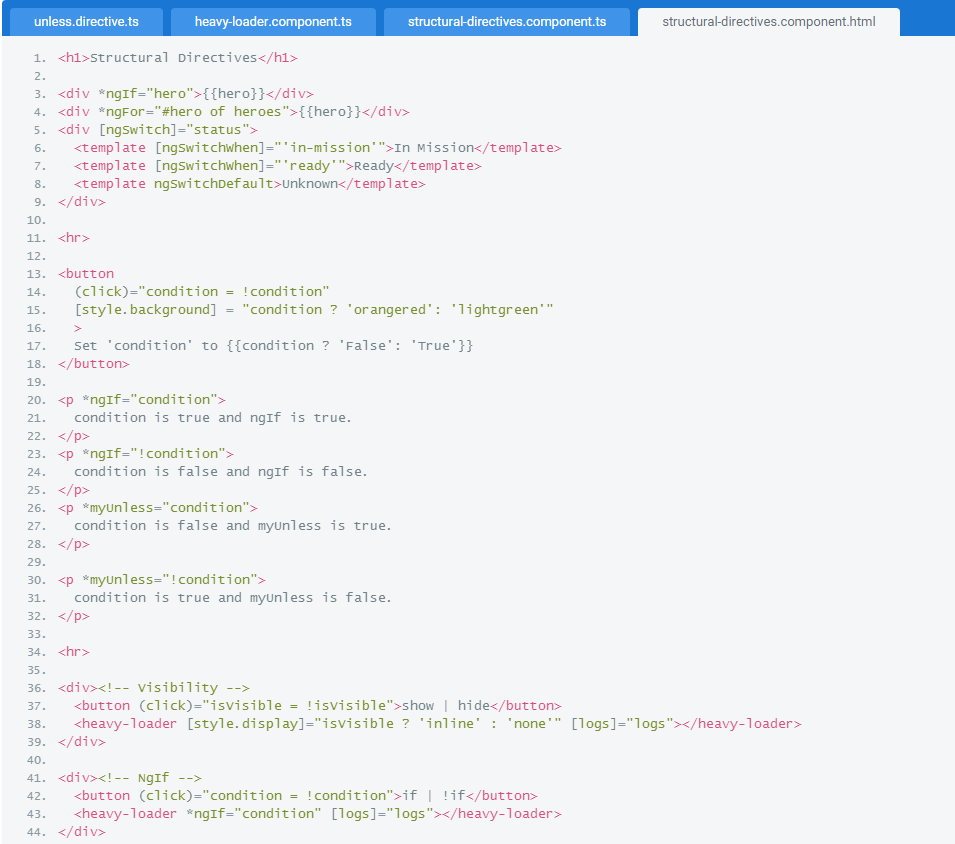 unless.directive.ts heavy-loader.component.ts structural-directives.component.ts structural-directives.component.html
1. <h1>Structural Directives</h1>
2.
3. <div *ngIf="hero">{{hero}}</div>
4. <div *ngFor="#hero of heroes">{{hero}}</div>
5. <div [ngSwitch]="status">
6.   <template [ngSwitchWhen]="'in-mission'">In Mission</template>
7.   <template [ngSwitchWhen]="'ready'">Ready</template>
8.   <template ngSwitchDefault>Unknown</template>
9. </div>
10.
11. <hr>
12.
13. <button
14.   (click)="condition = !condition"
15.   [style.background] = "condition ? 'orangered': 'lightgreen'"
16.   >
17.   Set 'condition' to {{condition ? 'False': 'True'}}
18. </button>
19.
20. <p *ngIf="condition">
21.   condition is true and ngIf is true.
22. </p>
23. <p *ngIf="!condition">
24.   condition is false and ngIf is false.
25. </p>
26. <p *myUnless="condition">
27.   condition is false and myUnless is true.
28. </p>
29.
30. <p *myUnless="!condition">
31.   condition is true and myUnless is false.
32. </p>
33.
34. <hr>
35.
36. <div><!-- Visibility -->
37.   <button (click)="isVisible = !isVisible">show | hide</button>
38.   <heavy-loader [style.display]="isVisible ? 'inline' : 'none'" [logs]="logs"></heavy-loader>
39. </div>
40.
41. <div><!-- NgIf -->
42.   <button (click)="condition = !condition">if | !if</button>
43.   <heavy-loader *ngIf="condition" [logs]="logs"></heavy-loader>
44. </div>